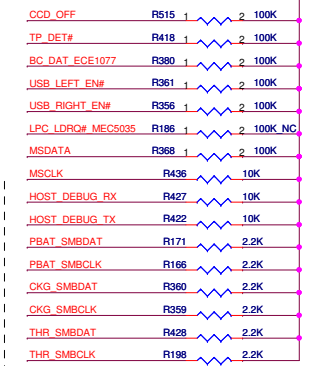 CCD_OFF R515 1 2 100K
TP_DET# R418 1 2 100K
BC_DAT_ECE1077 R380 1 2 100K
USB_LEFT_EN# R361 1 2 100K
USB_RIGHT_EN# R356 1 2 100K
LPC_LDRQ#_MEC5035 R186 1 2 100K_NC
MSDATA R368 1 2 100K
MSCLK R436 10K
HOST_DEBUG_RX R427 10K
HOST_DEBUG_TX R422 10K
PBAT_SMBDAT R171 2.2K
PBAT_SMBCLK R166 2.2K
CKG_SMBDAT R360 2.2K
CKG_SMBCLK R359 2.2K
THR_SMBDAT R428 2.2K
THR_SMBCLK R198 2.2K